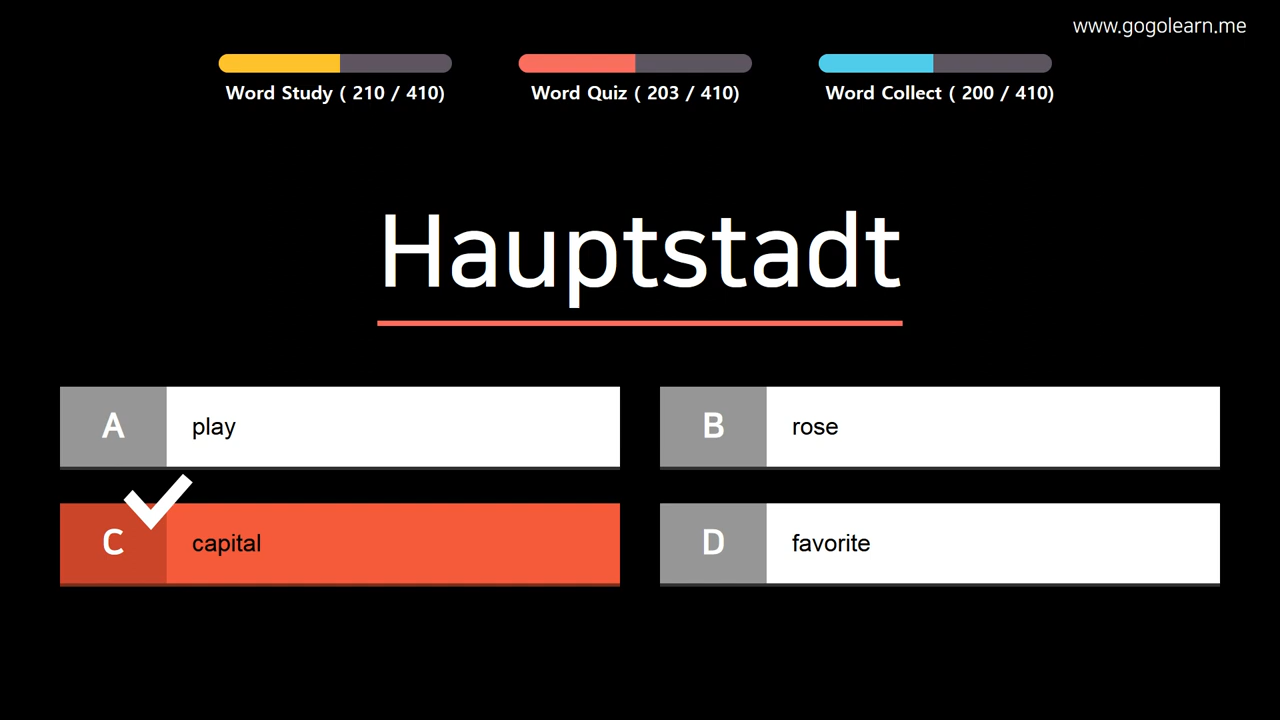 www.gogolearn.me
Word Study ( 210 / 410)
Word Quiz ( 203 / 410)
Word Collect ( 200 / 410)
Hauptstadt
A play
B rose
C capital
D favorite